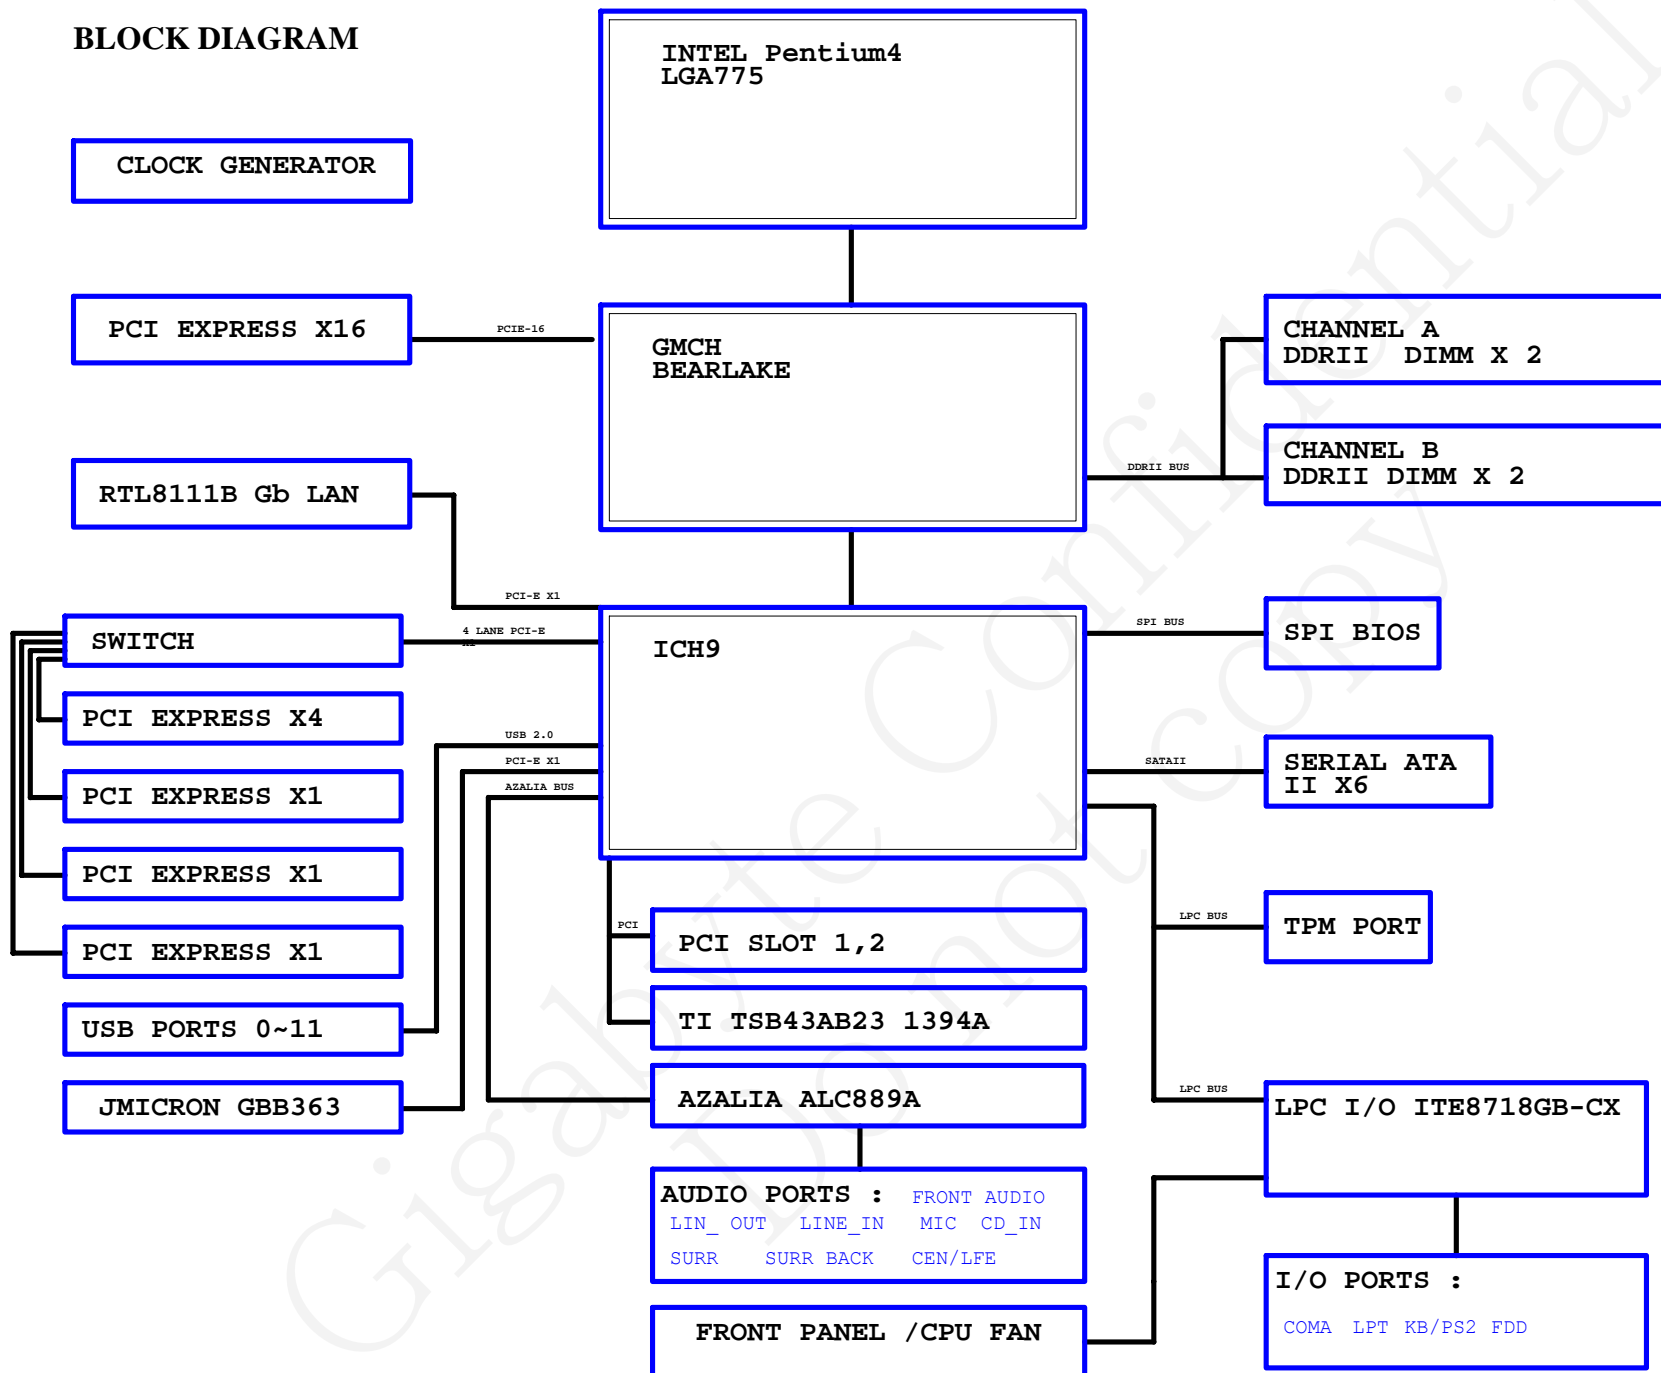 BLOCK DIAGRAM
INTEL Pentium4
LGA775
CLOCK GENERATOR
PCI EXPRESS X16
PCIE-16
GMCH
BEARLAKE
CHANNEL A
DDRII DIMM X 2
CHANNEL B
DDRII DIMM X 2
DDRII BUS
RTL8111B Gb LAN
PCI-E X1
SWITCH
4 LANE PCI-E
ICH9
SPI BUS
SPI BIOS
PCI EXPRESS X4
USB 2.0
PCI-E X1
AZALIA BUS
SATAII
SERIAL ATA
II X6
PCI EXPRESS X1
PCI EXPRESS X1
PCI EXPRESS X1
PCI
PCI SLOT 1,2
LPC BUS
TPM PORT
USB PORTS 0~11
TI TSB43AB23 1394A
JMICRON GBB363
AZALIA ALC889A
LPC BUS
LPC I/O ITE8718GB-CX
AUDIO PORTS : FRONT AUDIO
LIN_ OUT LINE_IN MIC CD_IN
SURR SURR BACK CEN/LFE
I/O PORTS :
COMA LPT KB/PS2 FDD
FRONT PANEL /CPU FAN
Gigabyte Confidential
Do not copy